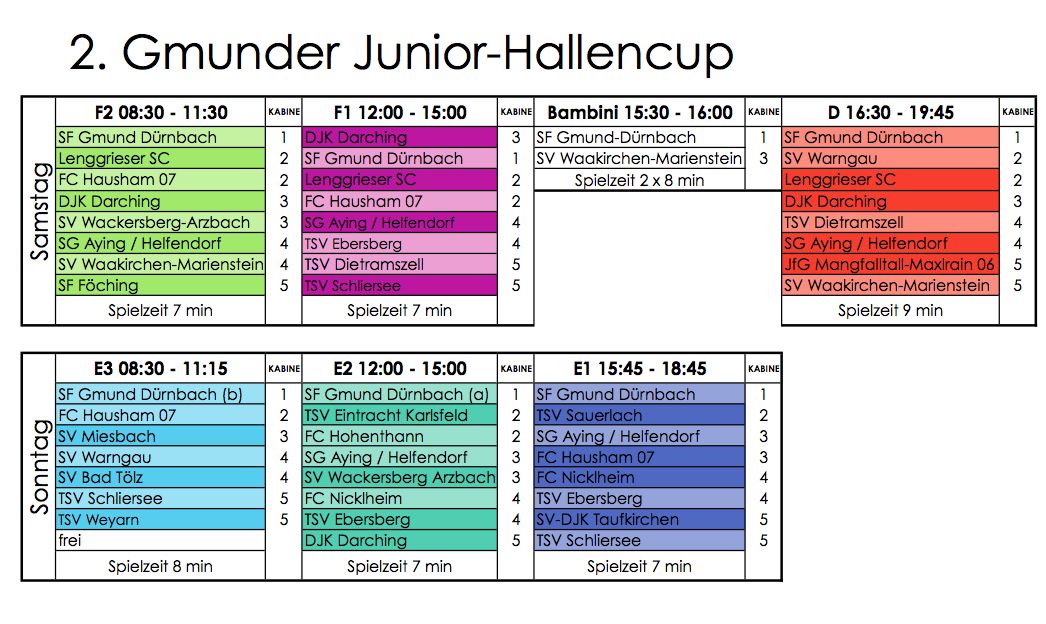 2. Gmunder Junior-Hallencup
Samstag
F2 08:30 - 11:30 KABINE F1 12:00 - 15:00 KABINE Bambini 15:30 - 16:00 KABINE D 16:30 - 19:45 KABINE
SF Gmund Dürnbach 1 DJK Darching 3 SF Gmund-Dürnbach 1 SF Gmund Dürnbach 1
Lenggrieser SC 2 SF Gmund Dürnbach 1 SV Waakirchen-Marienstein 3 SV Warngau 2
FC Hausham 07 2 Lenggrieser SC 2 Spielzeit 2 x 8 min Lenggrieser SC 2
DJK Darching 3 FC Hausham 07 2 DJK Darching 3
SV Wackersberg-Arzbach 3 SG Aying / Helfendorf 4 TSV Dietramszell 4
SG Aying / Helfendorf 4 TSV Ebersberg 4 SG Aying / Helfendorf 4
SV Waakirchen-Marienstein 4 TSV Dietramszell 5 JfG Mangfalltall-Maxlrain 06 5
SF Föching 5 TSV Schliersee 5 SV Waakirchen-Marienstein 5
Spielzeit 7 min Spielzeit 7 min Spielzeit 9 min
Sonntag
E3 08:30 - 11:15 KABINE E2 12:00 - 15:00 KABINE E1 15:45 - 18:45 KABINE
SF Gmund Dürnbach (b) 1 SF Gmund Dürnbach (a) 1 SF Gmund Dürnbach 1
FC Hausham 07 2 TSV Eintracht Karlsfeld 2 TSV Sauerlach 2
SV Miesbach 3 FC Hohenthann 2 SG Aying / Helfendorf 3
SV Warngau 4 SG Aying / Helfendorf 3 FC Hausham 07 3
SV Bad Tölz 4 SV Wackersberg Arzbach 3 FC Nicklheim 4
TSV Schliersee 5 FC Nicklheim 4 TSV Ebersberg 4
TSV Weyarn 5 TSV Ebersberg 4 SV-DJK Taufkirchen 5
frei DJK Darching 5 TSV Schliersee 5
Spielzeit 8 min Spielzeit 7 min Spielzeit 7 min